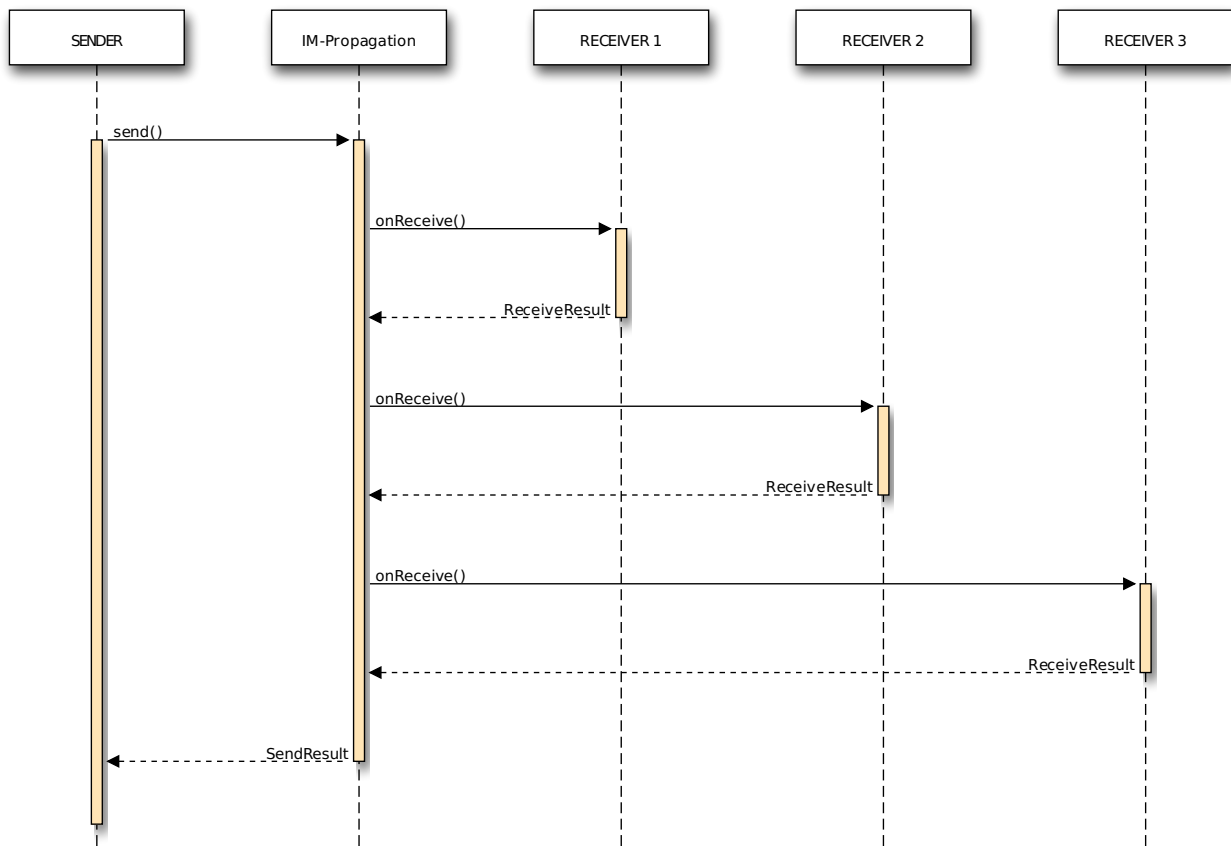 SENDER
IM-Propagation
RECEIVER 1
RECEIVER 2
RECEIVER 3
send()
onReceive()
ReceiveResult
onReceive()
ReceiveResult
onReceive()
ReceiveResult
SendResult